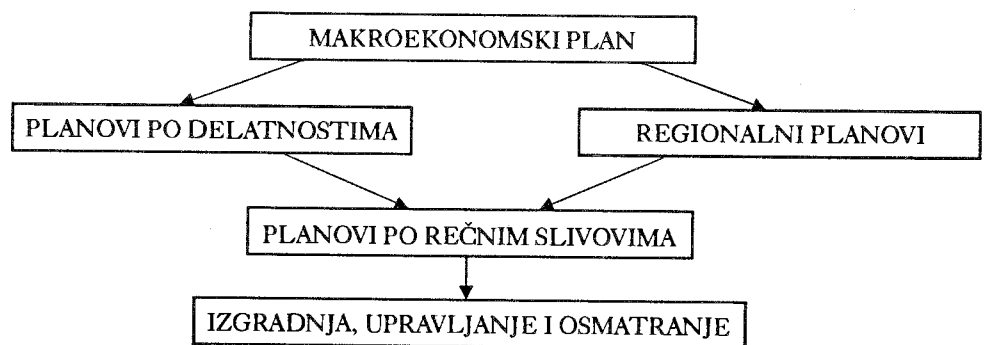 MAKROEKONOMSKI PLAN
PLANOVI PO DELATNOSTIMA
REGIONALNI PLANOVI
PLANOVI PO REČNIM SLIVOVIMA
IZGRADNJA, UPRAVLJANJE I OSMATRANJE